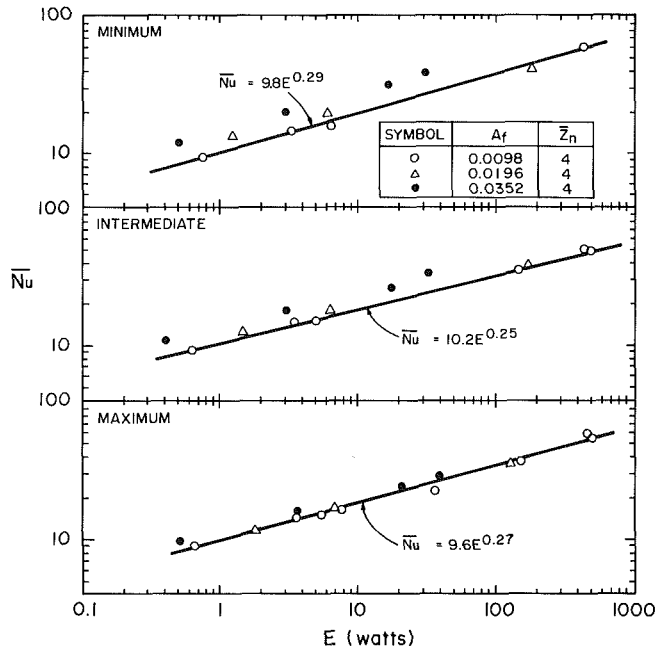 100
MINIMUM
N̅u̅ = 9.8E^0.29
SYMBOL A_f Z̅_n
○ 0.0098 4
△ 0.0196 4
● 0.0352 4
10
100
INTERMEDIATE
N̅u̅
N̅u̅ = 10.2E^0.25
10
100
MAXIMUM
N̅u̅ = 9.6E^0.27
10
0.1 1 10 100 1000
E (watts)